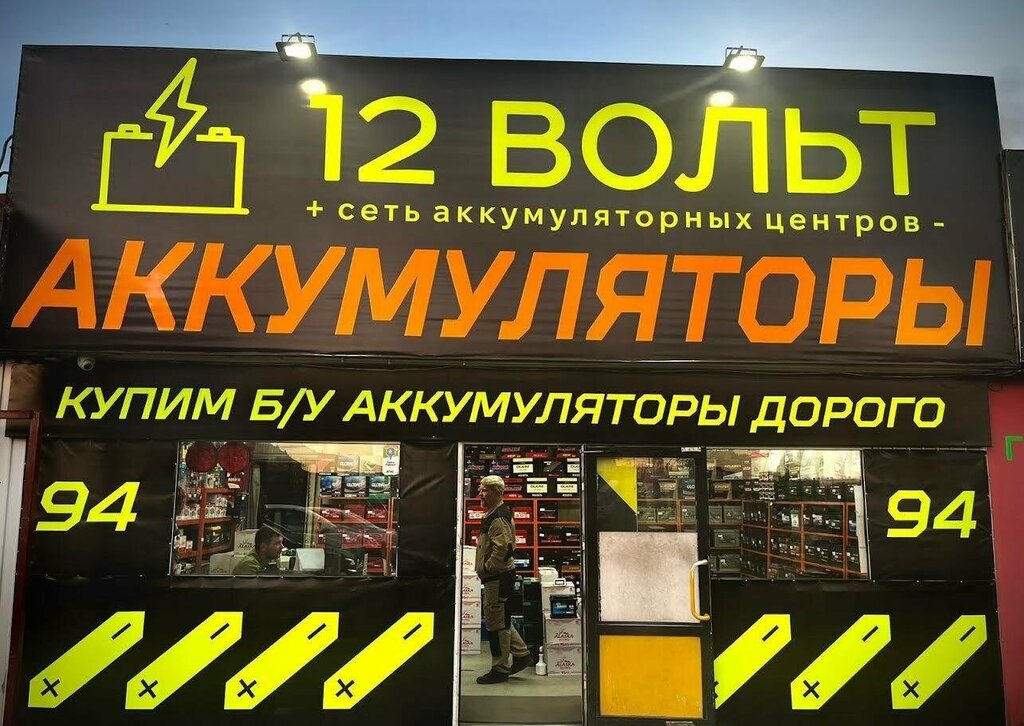 12 ВОЛЬТ
+ сеть аккумуляторных центров -
АККУМУЛЯТОРЫ
КУПИМ Б/У АККУМУЛЯТОРЫ ДОРОГО
94
94